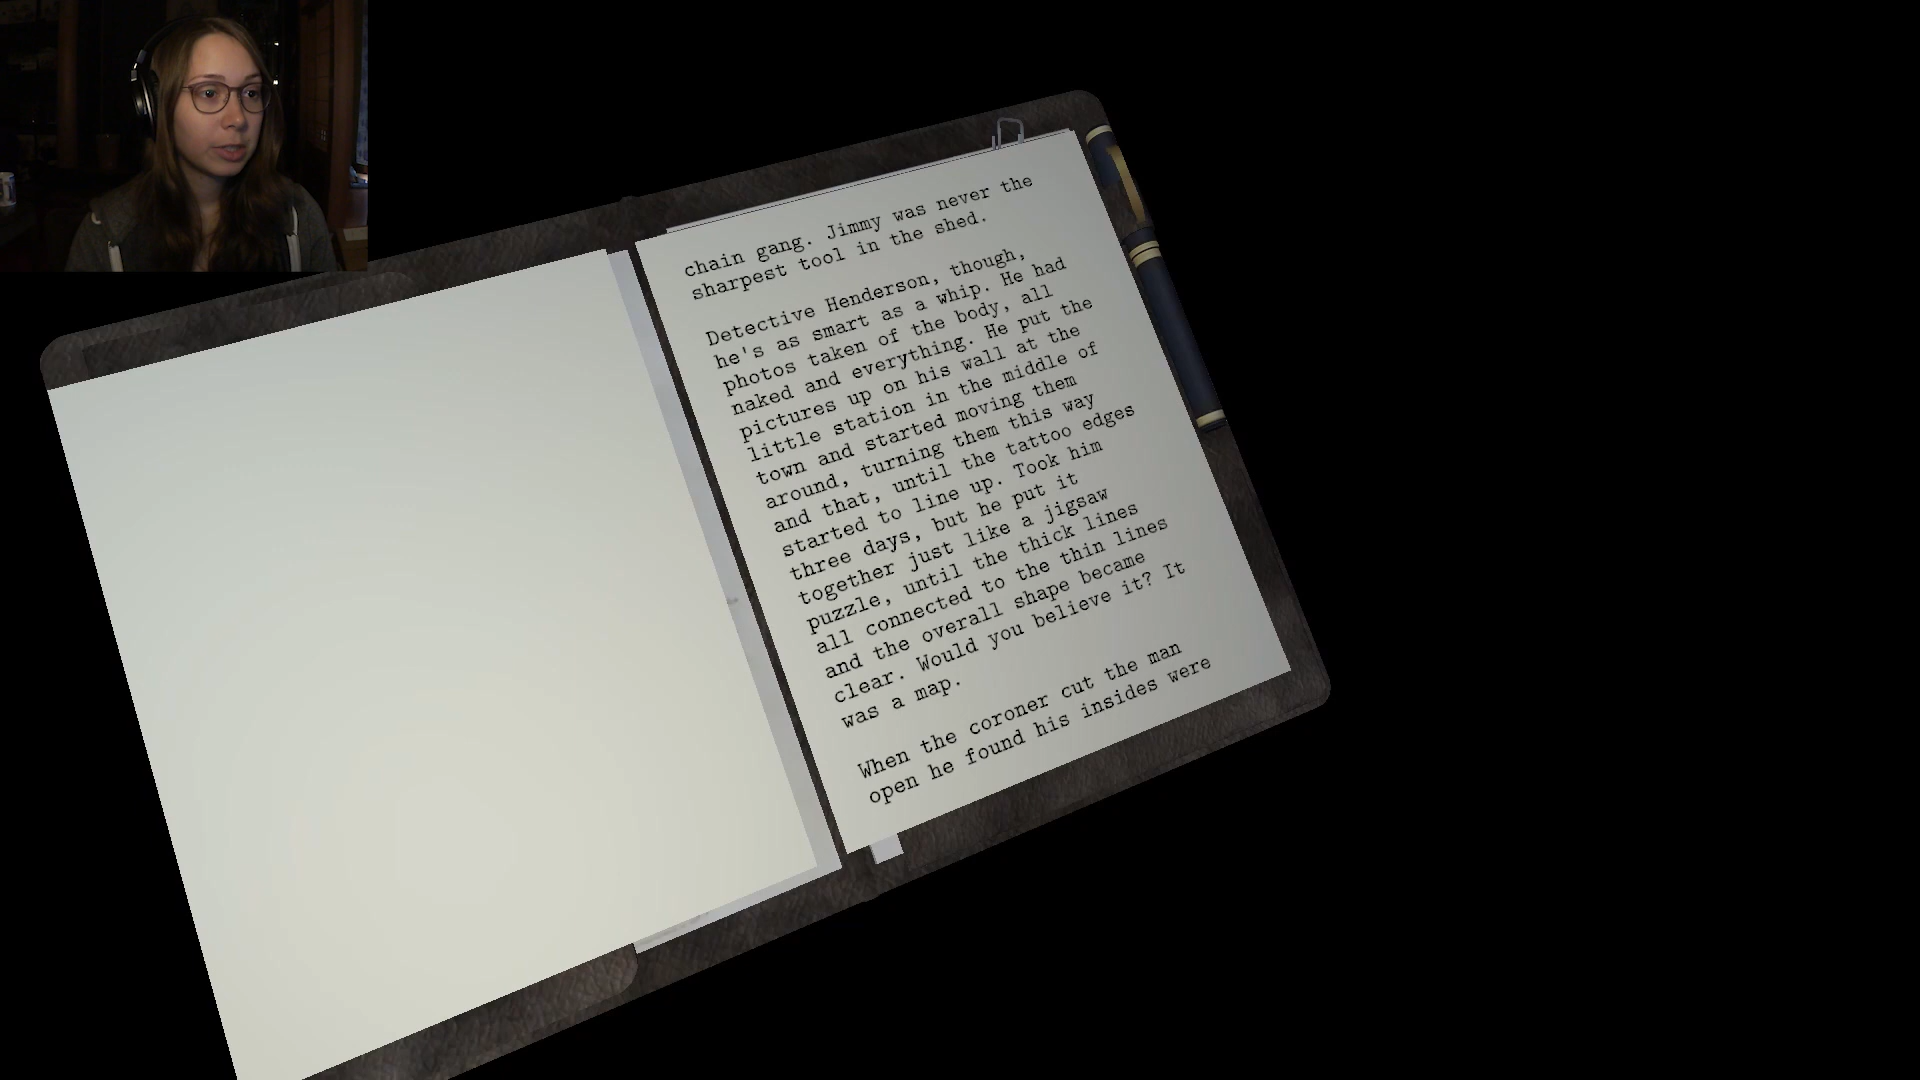 chain gang. Jimmy was never the
sharpest tool in the shed.
Detective Henderson, though,
he's as smart as a whip. He had
photos taken of the body, all
naked and everything. He put the
pictures up on his wall at the
little station in the middle of
town and started moving them
around, turning them this way
and that, until the tattoo edges
started to line up. Took him
three days, but he put it
together just like a jigsaw
puzzle, until the thick lines
all connected to the thin lines
and the overall shape became
clear. Would you believe it? It
was a map.
When the coroner cut the man
open he found his insides were